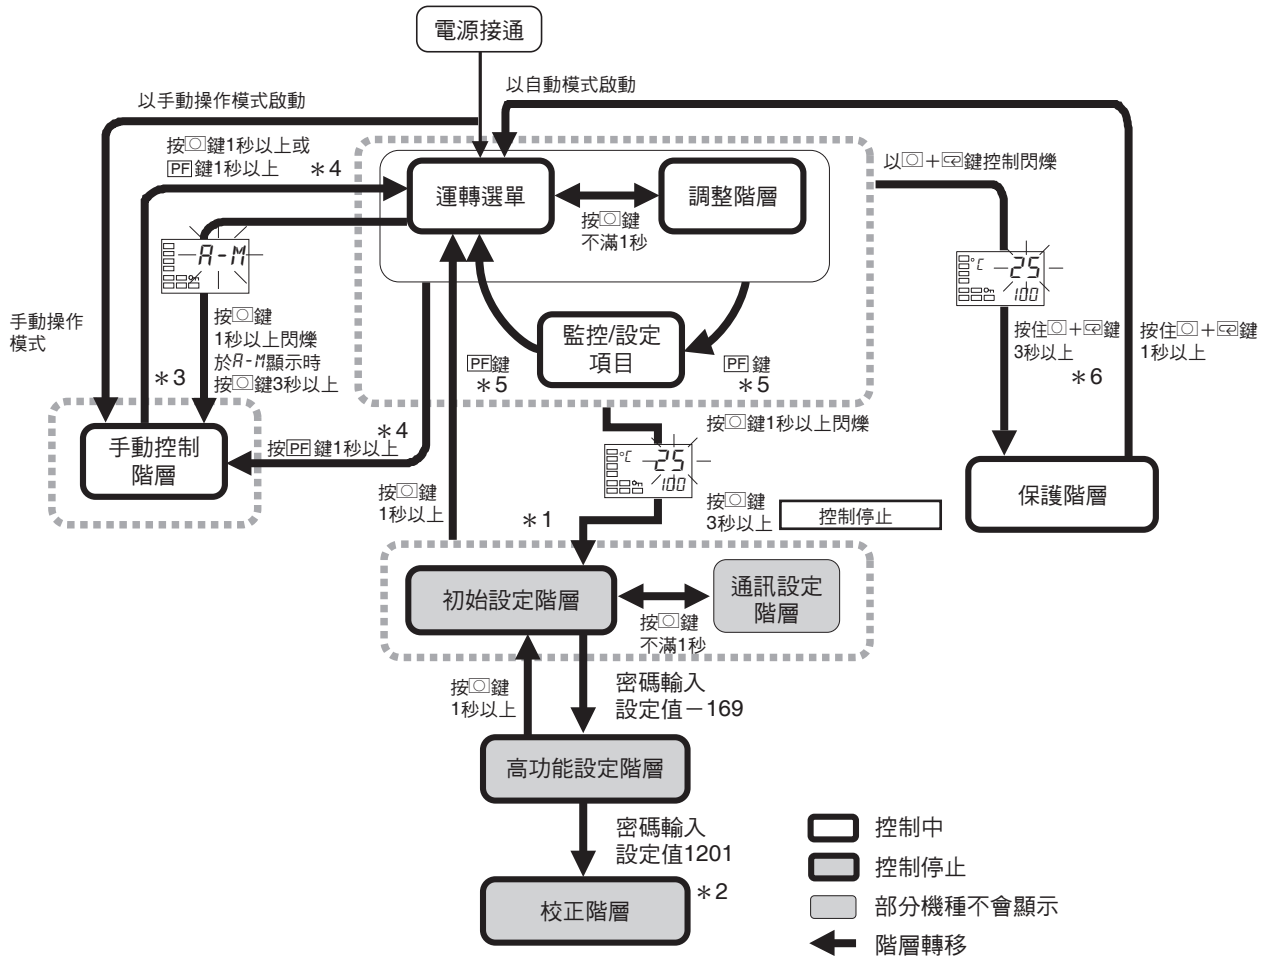 電源接通
以自動模式啟動
以手動操作模式啟動
按○鍵1秒以上或
PF鍵1秒以上 *4
運轉選單
調整階層
按○鍵
不滿1秒
以○+鍵控制閃爍
A-M
°C 25
100
手動操作
模式
按○鍵
1秒以上閃爍
於A-M顯示時
按○鍵3秒以上
*3
監控/設定
項目
PF鍵
*5
PF鍵
*5
按住○+鍵
3秒以上
*6
按住○+鍵
1秒以上
手動控制
階層
*4
按PF鍵1秒以上
按○鍵1秒以上閃爍
°C 25
100
按○鍵
1秒以上
*1
按○鍵
3秒以上
控制停止
保護階層
初始設定階層
通訊設定
階層
按○鍵
不滿1秒
按○鍵
1秒以上
密碼輸入
設定值-169
高功能設定階層
密碼輸入
設定值1201
校正階層
*2
控制中
控制停止
部分機種不會顯示
階層轉移